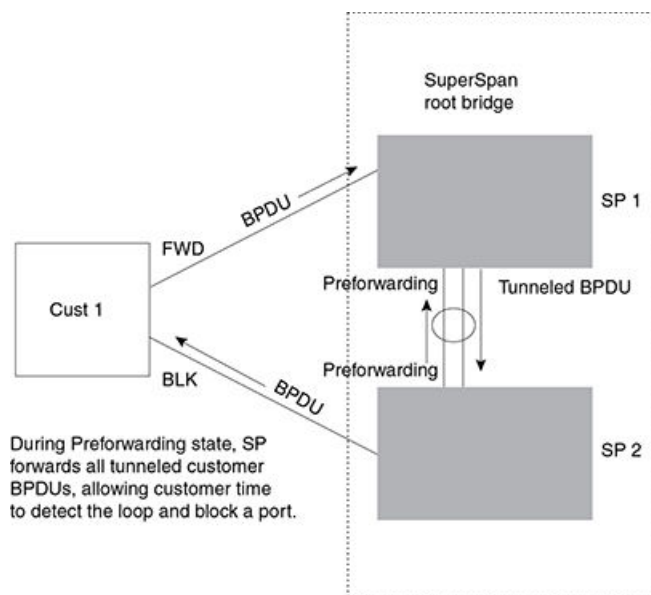 SuperSpan
root bridge
SP 1
BPDU
FWD
Preforwarding
Tunneled BPDU
Cust 1
Preforwarding
BLK
BPDU
SP 2
During Preforwarding state, SP
forwards all tunneled customer
BPDUs, allowing customer time
to detect the loop and block a port.